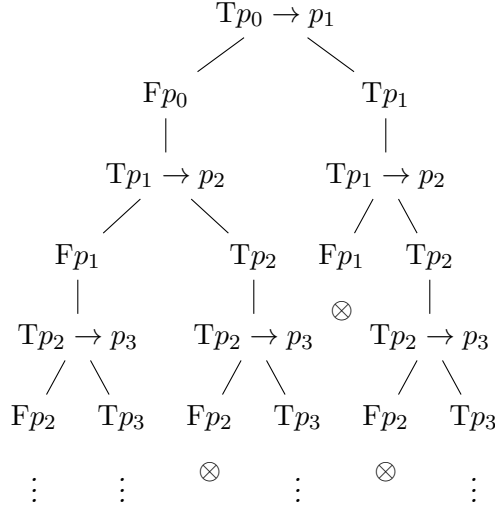 Tp₀ → p₁
Fp₀ Tp₁
Tp₁ → p₂ Tp₁ → p₂
Fp₁ Tp₂ Fp₁ Tp₂
⊗
Tp₂ → p₃ Tp₂ → p₃ Tp₂ → p₃
Fp₂ Tp₃ Fp₂ Tp₃ Fp₂ Tp₃
⋮ ⋮ ⊗ ⋮ ⊗ ⋮